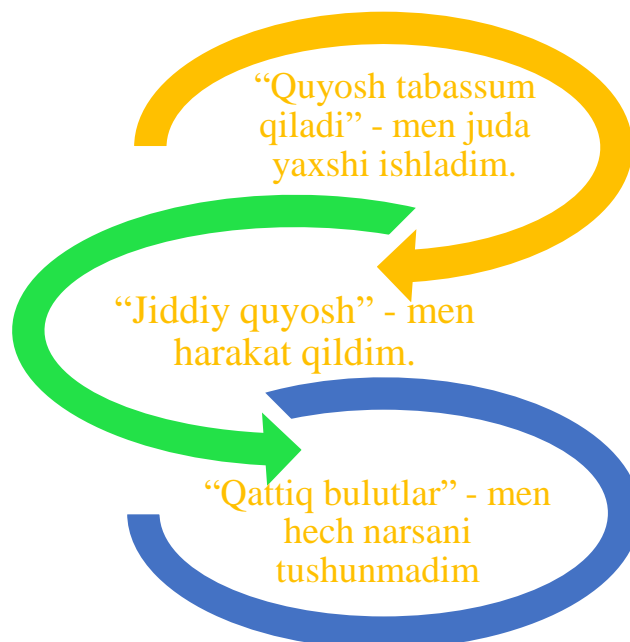 “Quyosh tabassum
qiladi” - men juda
yaxshi ishladim.
“Jiddiy quyosh” - men
harakat qildim.
“Qattiq bulutlar” - men
hech narsani
tushunmadim